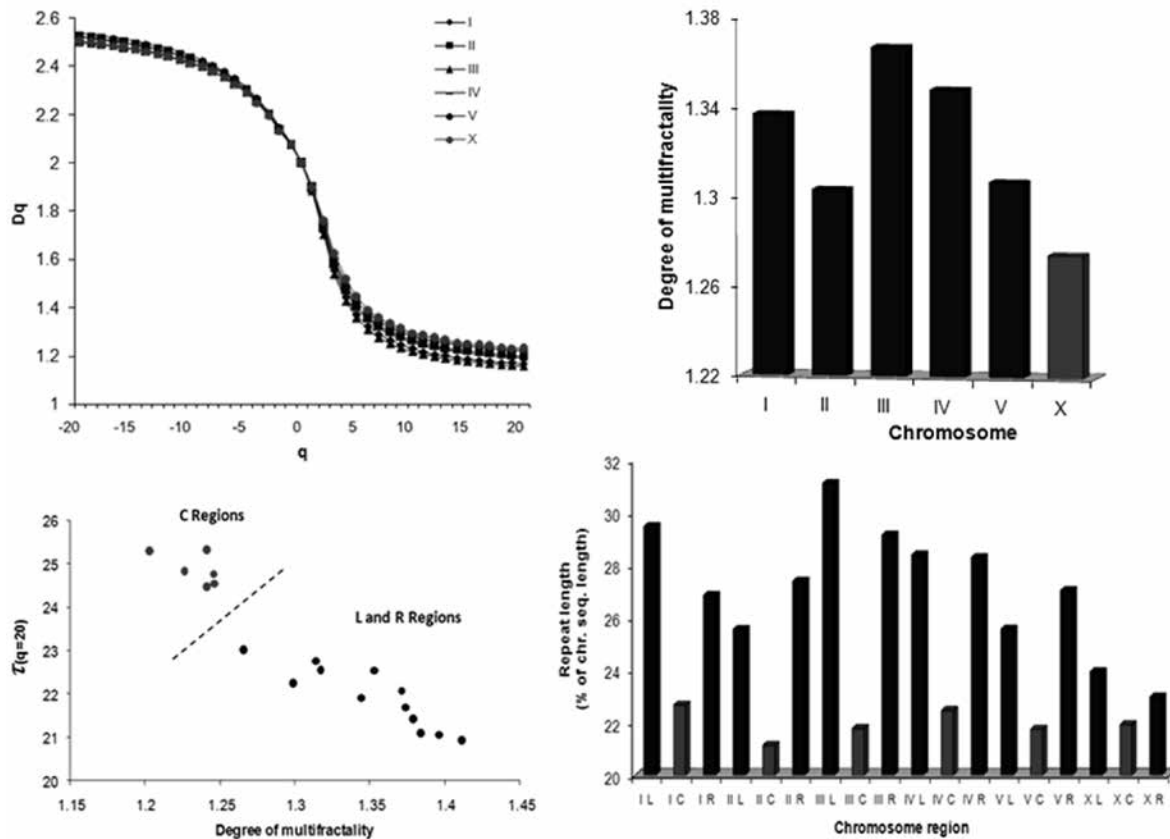 2.6
2.4
2.2
2
1.8
1.6
1.4
1.2
1
Dq
-20 -15 -10 -5 0 5 10 15 20
q
I
II
III
IV
V
X
1.38
1.34
1.3
1.26
1.22
Degree of multifractality
I II III IV V X
Chromosome
26
25
24
23
22
21
20
τ(q=20)
C Regions
L and R Regions
1.15 1.2 1.25 1.3 1.35 1.4 1.45
Degree of multifractality
32
30
28
26
24
22
20
Repeat length
(% of chr. seq. length)
I L I C I R II L II C II R III L III C III R IV L IV C IV R V L V C V R X L X C X R
Chromosome region